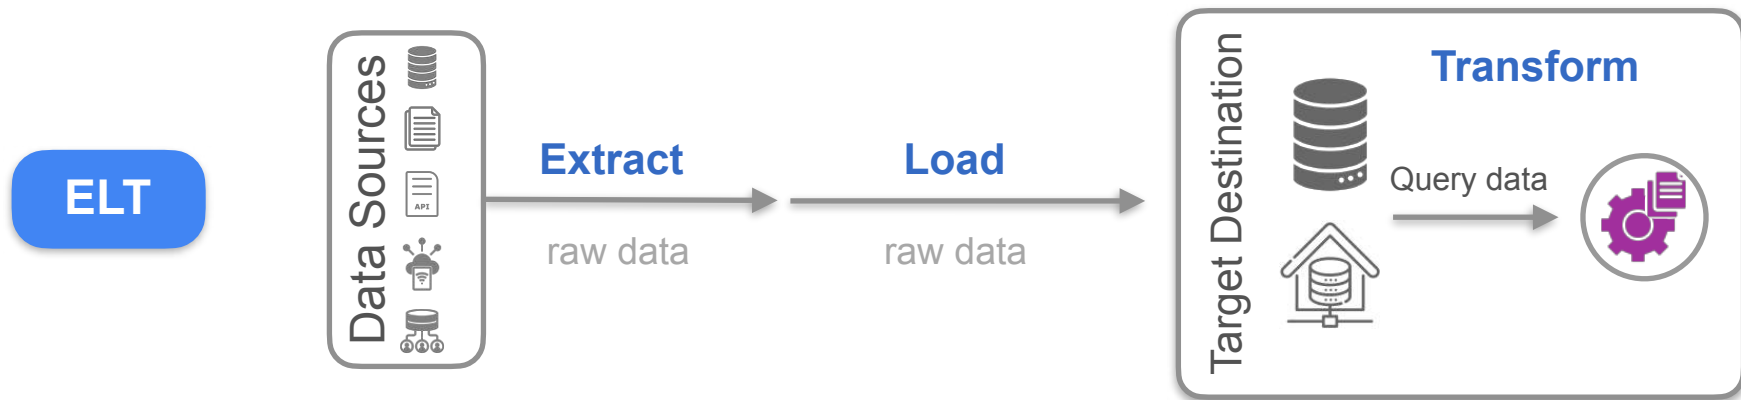 ELT
Data Sources
API
Extract
raw data
Load
raw data
Target Destination
Transform
Query data